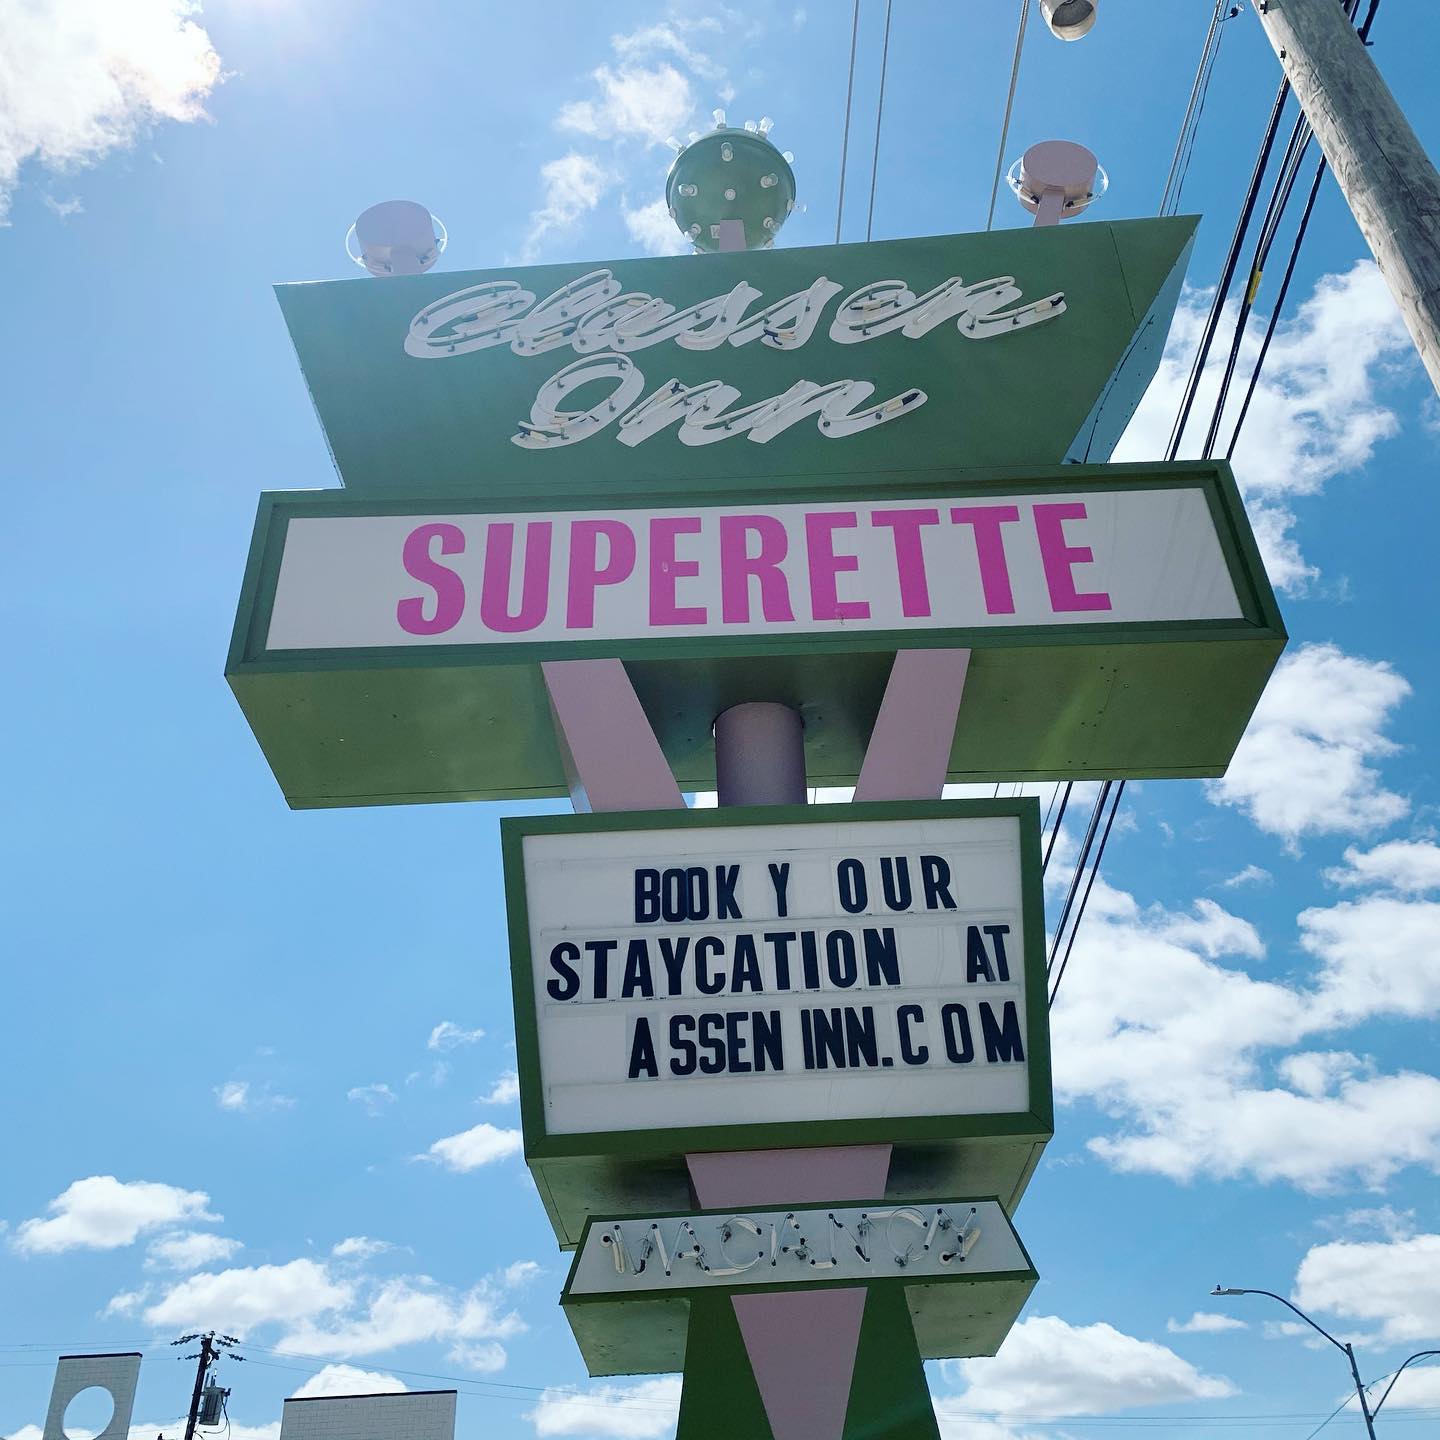 Classen
Inn
SUPERETTE
BOOK Y OUR
STAYCATION AT
ASSEN INN.COM
VACANCY